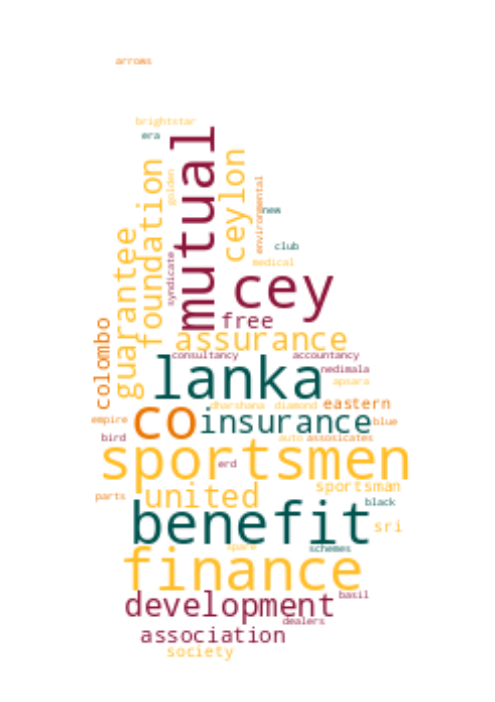 arrows
brightstar
era
mutual
foundation
golden
ceylon
environmental
new
club
medical
syndicate
guarantee
cey
free
colombo
assurance
consultancy
accountancy
lanka
nedimala
apsara
dharshana
diamond
eastern
empire
co
insurance
blue
bird
auto
assosicates
sportsmen
erd
parts
united
sportsman
black
benefit
sri
spare
schemes
finance
development
basil
dealers
association
society